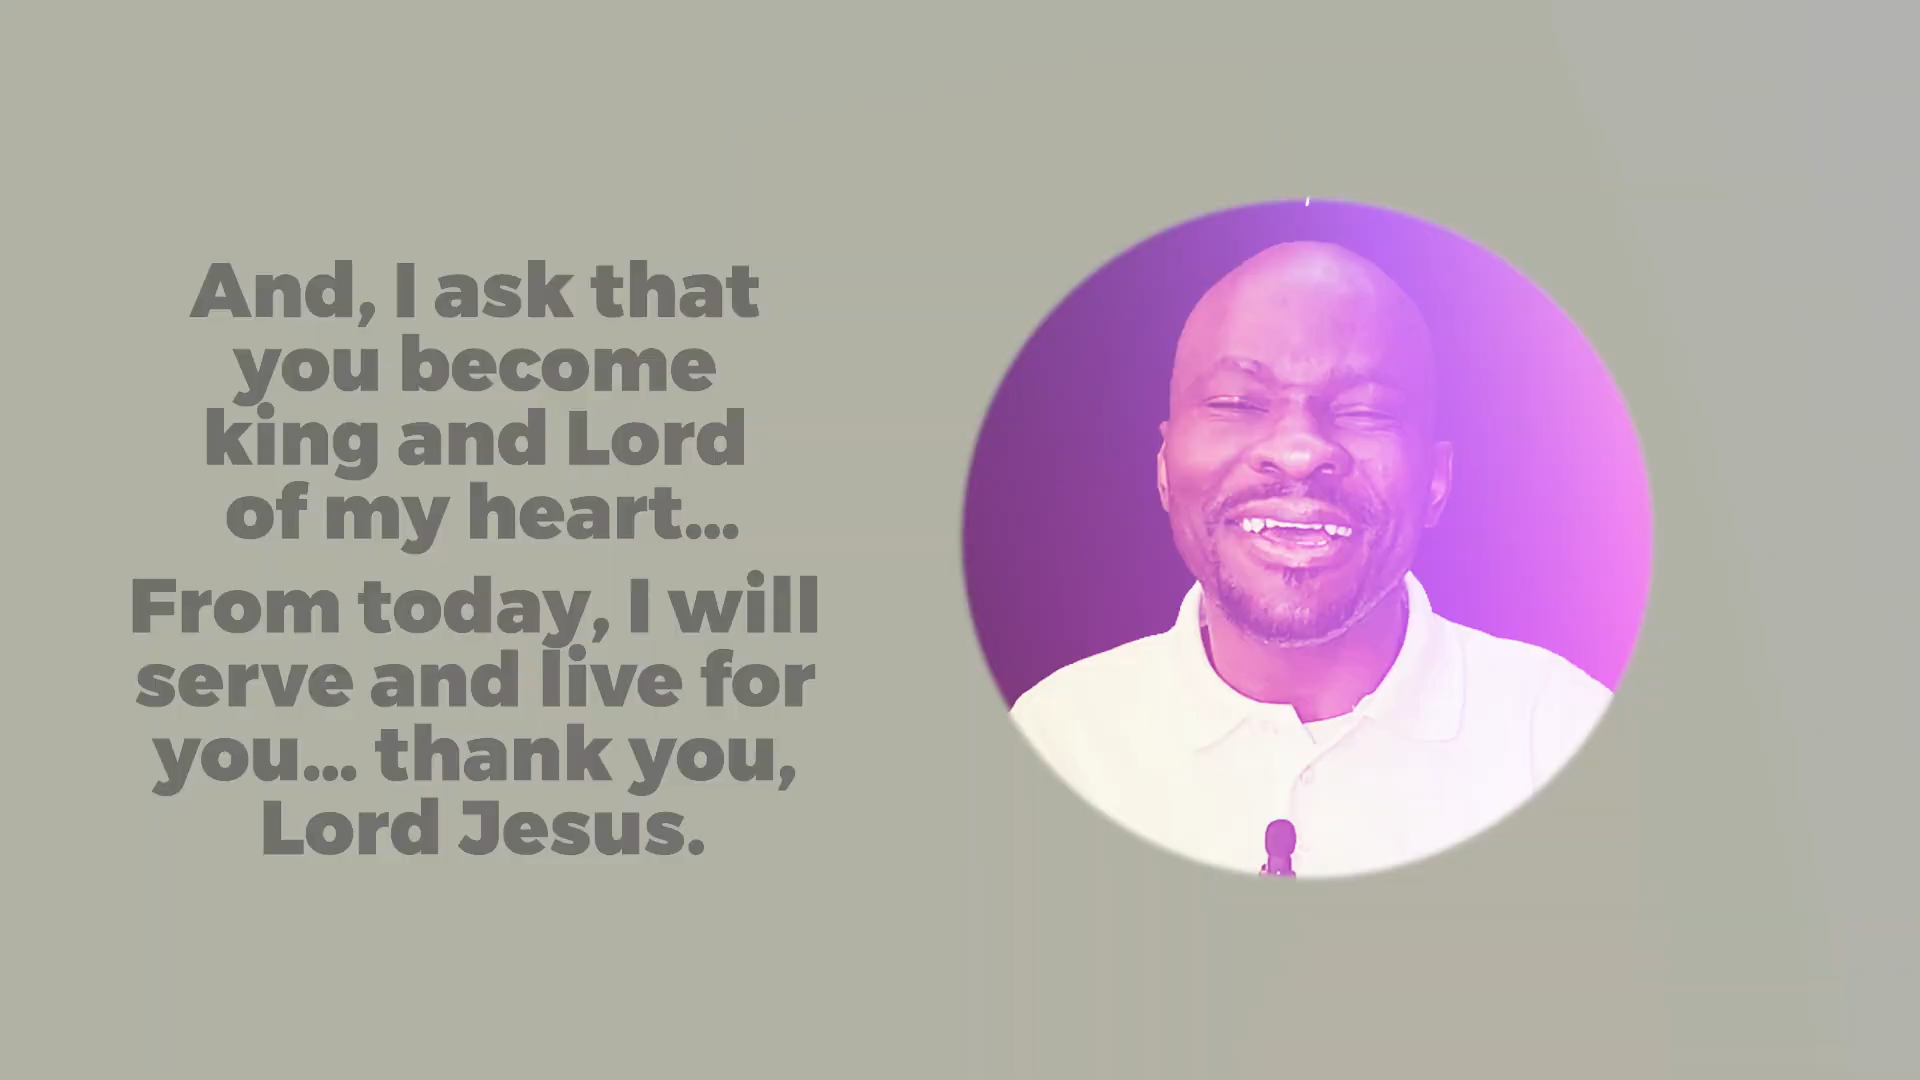 And, I ask that
you become
king and Lord
of my heart...
From today, I will
serve and live for
you... thank you,
Lord Jesus.